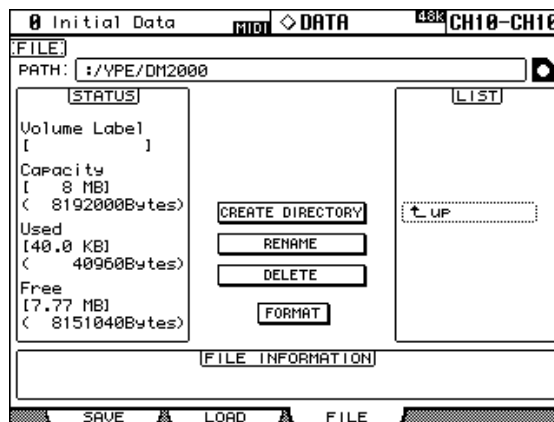 0 Initial Data MIDI ◇DATA 48k CH10-CH10
FILE
PATH: :/YPE/DM2000
STATUS
Volume Label
[ ]
Capacity
[ 8 MB]
( 8192000Bytes)
Used
[40.0 KB]
( 40960Bytes)
Free
[7.77 MB]
( 8151040Bytes)
CREATE DIRECTORY
RENAME
DELETE
FORMAT
LIST
UP
FILE INFORMATION
SAVE LOAD FILE